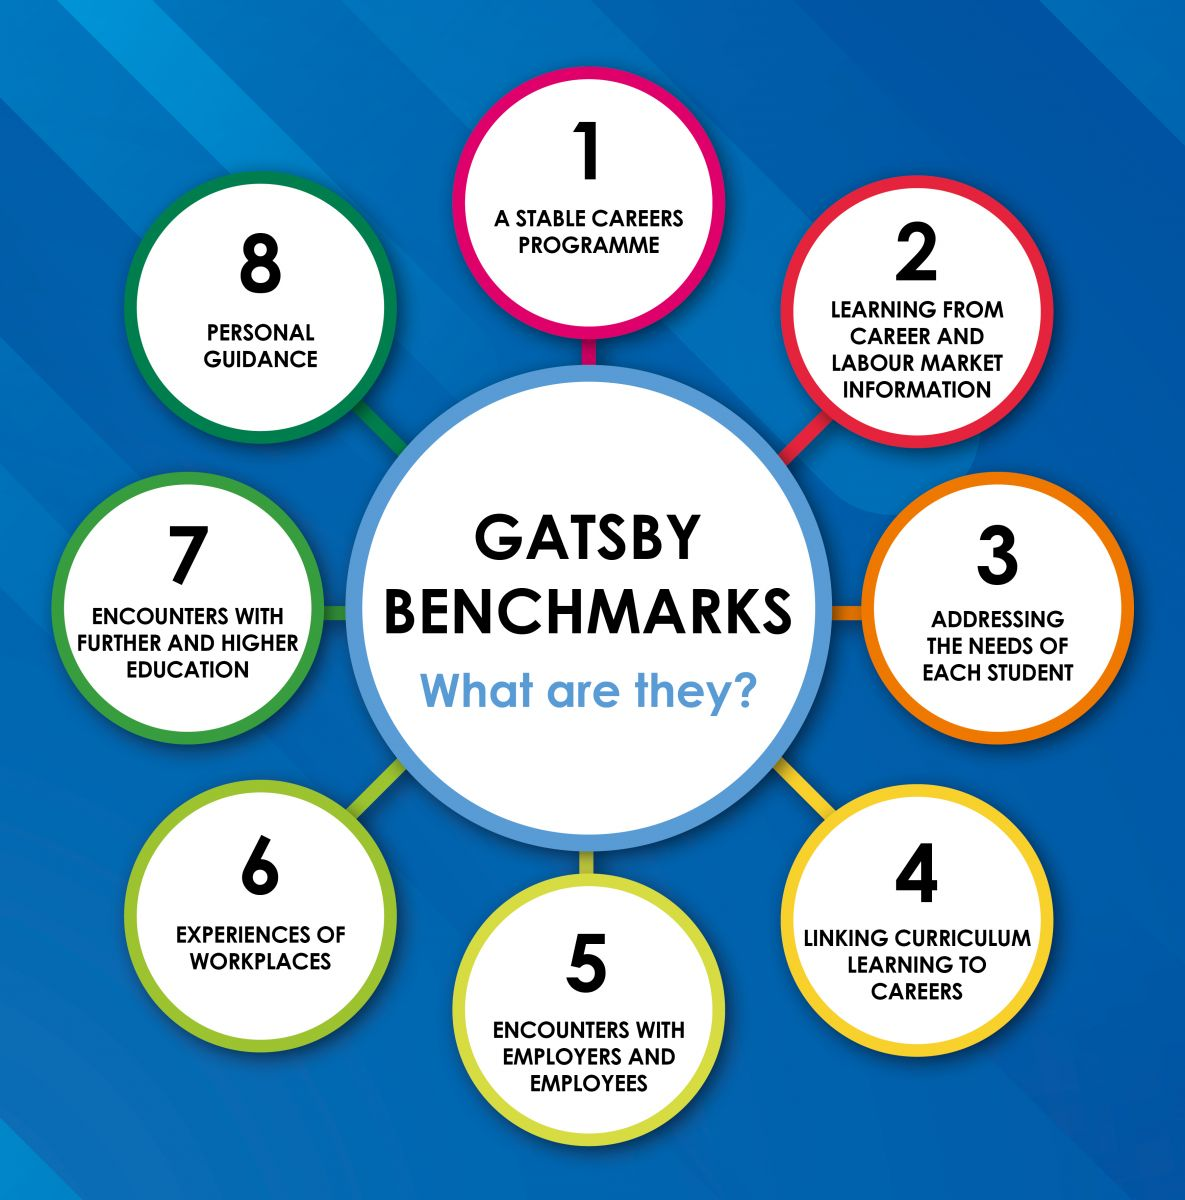 GATSBY
BENCHMARKS
What are they?
1
A STABLE CAREERS
PROGRAMME
2
LEARNING FROM
CAREER AND
LABOUR MARKET
INFORMATION
3
ADDRESSING
THE NEEDS OF
EACH STUDENT
4
LINKING CURRICULUM
LEARNING TO
CAREERS
5
ENCOUNTERS WITH
EMPLOYERS AND
EMPLOYEES
6
EXPERIENCES OF
WORKPLACES
7
ENCOUNTERS WITH
FURTHER AND HIGHER
EDUCATION
8
PERSONAL
GUIDANCE